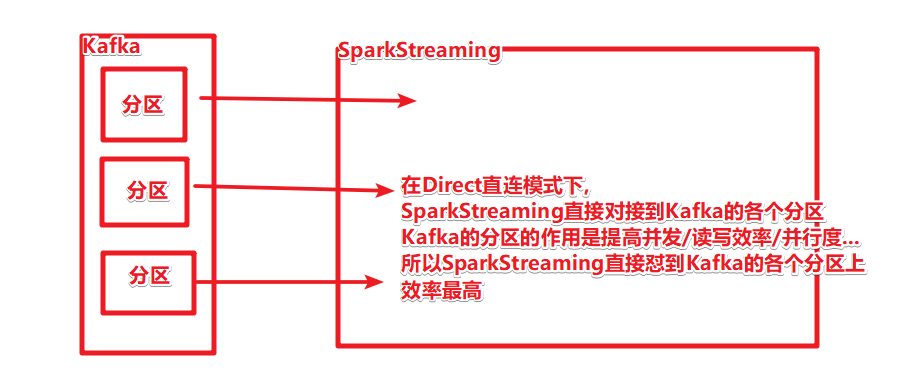 Kafka
SparkStreaming
分区
分区
在Direct直连模式下,
SparkStreaming直接对接到Kafka的各个分区
Kafka的分区的作用是提高并发/读写效率/并行度...
所以SparkStreaming直接怼到Kafka的各个分区上
效率最高
分区